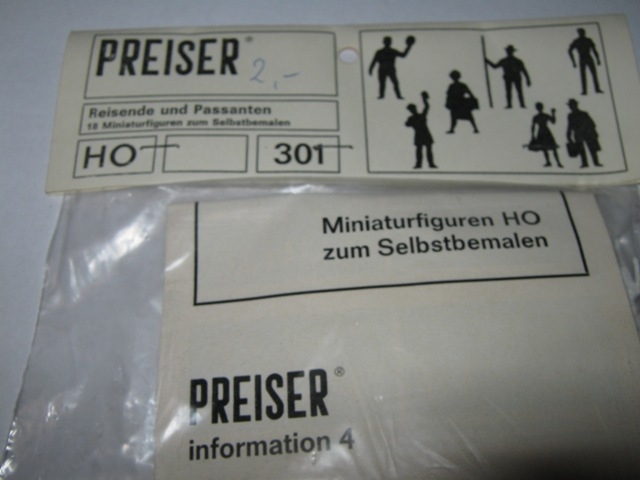 PREISER®
2,-
Reisende und Passanten
18 Miniaturfiguren zum Selbstbemalen
HO 301
Miniaturfiguren HO
zum Selbstbemalen
PREISER®
information 4